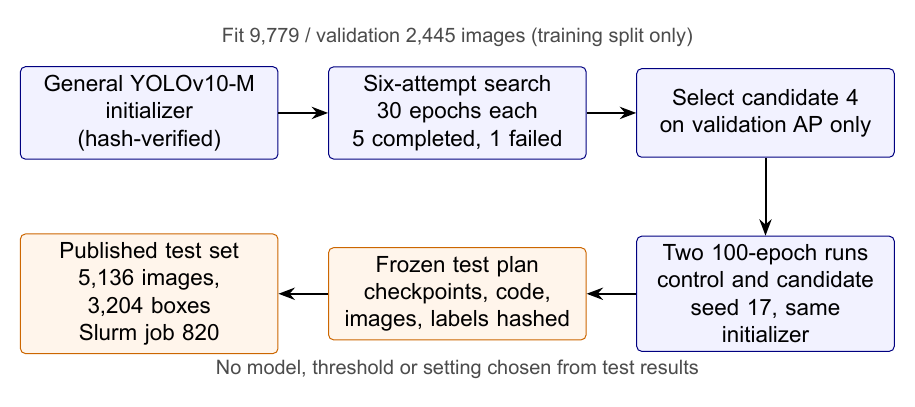 Fit 9,779 / validation 2,445 images (training split only)
General YOLOv10-M
initializer
(hash-verified)
Six-attempt search
30 epochs each
5 completed, 1 failed
Select candidate 4
on validation AP only
Two 100-epoch runs
control and candidate
seed 17, same
initializer
Frozen test plan
checkpoints, code,
images, labels hashed
Published test set
5,136 images,
3,204 boxes
Slurm job 820
No model, threshold or setting chosen from test results